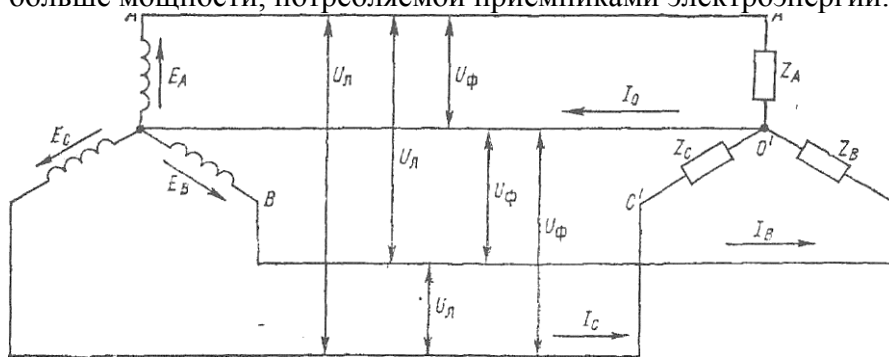 больше мощности, потребляемой приемниками электроэнергии.
A A'
E_A U_Л U_Л U_Ф Z_A
I_0
E_C E_B Z_C O' Z_B
B U_Ф U_Ф C'
I_B
U_Л I_C